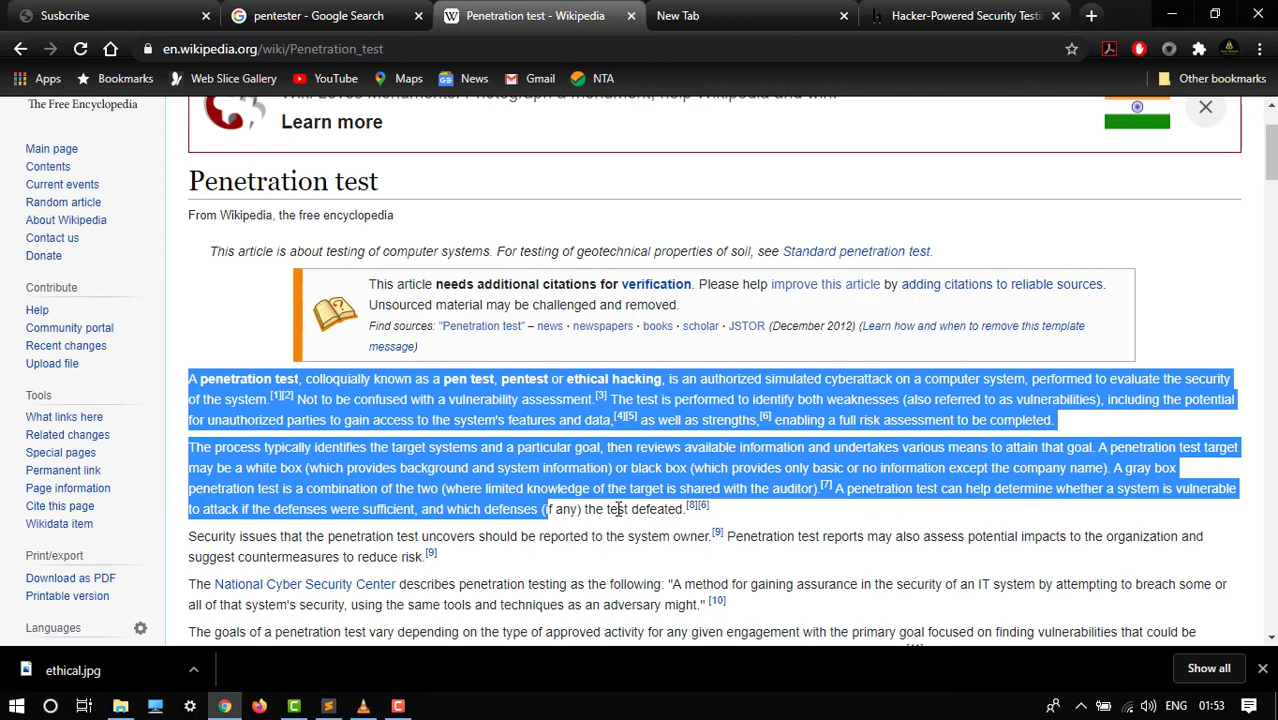 Susbcribe
pentester - Google Search
Penetration test - Wikipedia
New Tab
Hacker-Powered Security Testi
en.wikipedia.org/wiki/Penetration_test
Apps
Bookmarks
Web Slice Gallery
YouTube
Maps
News
Gmail
NTA
Other bookmarks
The Free Encyclopedia
Learn more
Main page
Contents
Current events
Random article
About Wikipedia
Contact us
Donate
Contribute
Help
Community portal
Recent changes
Upload file
Tools
What links here
Related changes
Special pages
Permanent link
Page information
Cite this page
Wikidata item
Print/export
Download as PDF
Printable version
Languages
Penetration test
From Wikipedia, the free encyclopedia
This article is about testing of computer systems. For testing of geotechnical properties of soil, see Standard penetration test.
This article needs additional citations for verification. Please help improve this article by adding citations to reliable sources.
Unsourced material may be challenged and removed.
Find sources: "Penetration test" – news · newspapers · books · scholar · JSTOR (December 2012) (Learn how and when to remove this template
message)
A penetration test, colloquially known as a pen test, pentest or ethical hacking, is an authorized simulated cyberattack on a computer system, performed to evaluate the security
of the system.[1][2] Not to be confused with a vulnerability assessment.[3] The test is performed to identify both weaknesses (also referred to as vulnerabilities), including the potential
for unauthorized parties to gain access to the system's features and data,[4][5] as well as strengths,[6] enabling a full risk assessment to be completed.
The process typically identifies the target systems and a particular goal, then reviews available information and undertakes various means to attain that goal. A penetration test target
may be a white box (which provides background and system information) or black box (which provides only basic or no information except the company name). A gray box
penetration test is a combination of the two (where limited knowledge of the target is shared with the auditor).[7] A penetration test can help determine whether a system is vulnerable
to attack if the defenses were sufficient, and which defenses (if any) the test defeated.[8][6]
Security issues that the penetration test uncovers should be reported to the system owner.[9] Penetration test reports may also assess potential impacts to the organization and
suggest countermeasures to reduce risk.[9]
The National Cyber Security Center describes penetration testing as the following: "A method for gaining assurance in the security of an IT system by attempting to breach some or
all of that system's security, using the same tools and techniques as an adversary might." [10]
The goals of a penetration test vary depending on the type of approved activity for any given engagement with the primary goal focused on finding vulnerabilities that could be
ethical.jpg
Show all
ENG
01:53